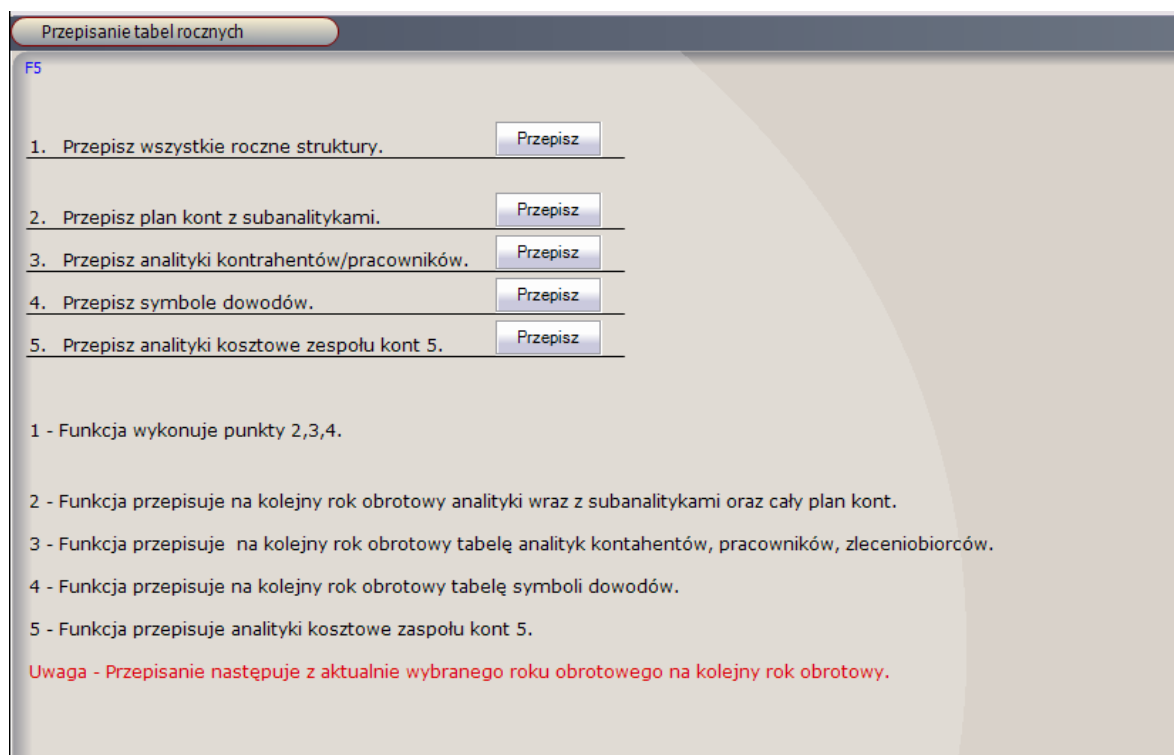 Przepisanie tabel rocznych
F5
1. Przepisz wszystkie roczne struktury. Przepisz
2. Przepisz plan kont z subanalitykami. Przepisz
3. Przepisz analityki kontrahentów/pracowników. Przepisz
4. Przepisz symbole dowodów. Przepisz
5. Przepisz analityki kosztowe zespołu kont 5. Przepisz
1 - Funkcja wykonuje punkty 2,3,4.
2 - Funkcja przepisuje na kolejny rok obrotowy analityki wraz z subanalitykami oraz cały plan kont.
3 - Funkcja przepisuje na kolejny rok obrotowy tabelę analityk kontahentów, pracowników, zleceniobiorców.
4 - Funkcja przepisuje na kolejny rok obrotowy tabelę symboli dowodów.
5 - Funkcja przepisuje analityki kosztowe zaspołu kont 5.
Uwaga - Przepisanie następuje z aktualnie wybranego roku obrotowego na kolejny rok obrotowy.